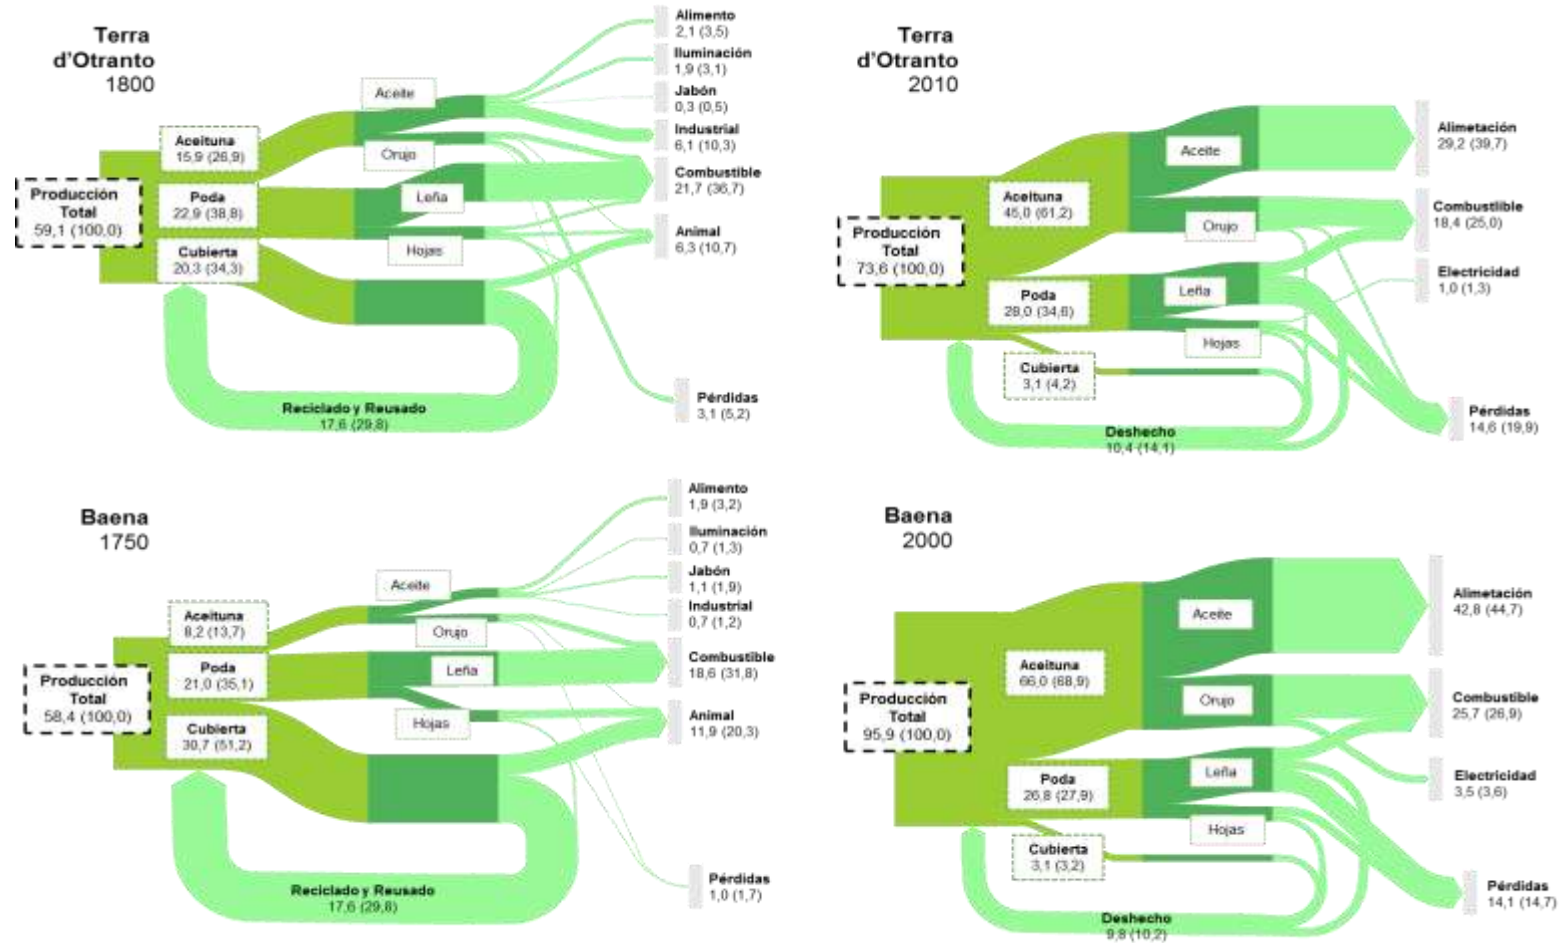 Terra
d'Otranto
1800
Aceite
Orujo
Leña
Hojas
Aceituna
15,9 (26,9)
Poda
22,9 (38,8)
Cubierta
20,3 (34,3)
Producción
Total
59,1 (100,0)
Reciclado y Reusado
17,6 (29,8)
Alimento
2,1 (3,5)
Iluminación
1,9 (3,1)
Jabón
0,3 (0,5)
Industrial
6,1 (10,3)
Combustible
21,7 (36,7)
Animal
6,3 (10,7)
Pérdidas
3,1 (5,2)
Terra
d'Otranto
2010
Aceite
Orujo
Leña
Hojas
Aceituna
45,0 (61,2)
Producción
Total
73,6 (100,0)
Poda
28,0 (34,6)
Cubierta
3,1 (4,2)
Deshecho
10,4 (14,1)
Alimetación
29,2 (39,7)
Combustlible
18,4 (25,0)
Electricidad
1,0 (1,3)
Pérdidas
14,6 (19,9)
Baena
1750
Aceite
Orujo
Leña
Hojas
Aceituna
8,2 (13,7)
Poda
21,0 (35,1)
Cubierta
30,7 (51,2)
Producción
Total
58,4 (100,0)
Reciclado y Reusado
17,6 (29,8)
Alimento
1,9 (3,2)
Iluminación
0,7 (1,3)
Jabón
1,1 (1,9)
Industrial
0,7 (1,2)
Combustible
18,6 (31,8)
Animal
11,9 (20,3)
Pérdidas
1,0 (1,7)
Baena
2000
Aceite
Orujo
Leña
Hojas
Aceituna
66,0 (68,9)
Producción
Total
95,9 (100,0)
Poda
26,8 (27,9)
Cubierta
3,1 (3,2)
Deshecho
9,8 (10,2)
Alimetación
42,8 (44,7)
Combustible
25,7 (26,9)
Electricidad
3,5 (3,6)
Pérdidas
14,1 (14,7)